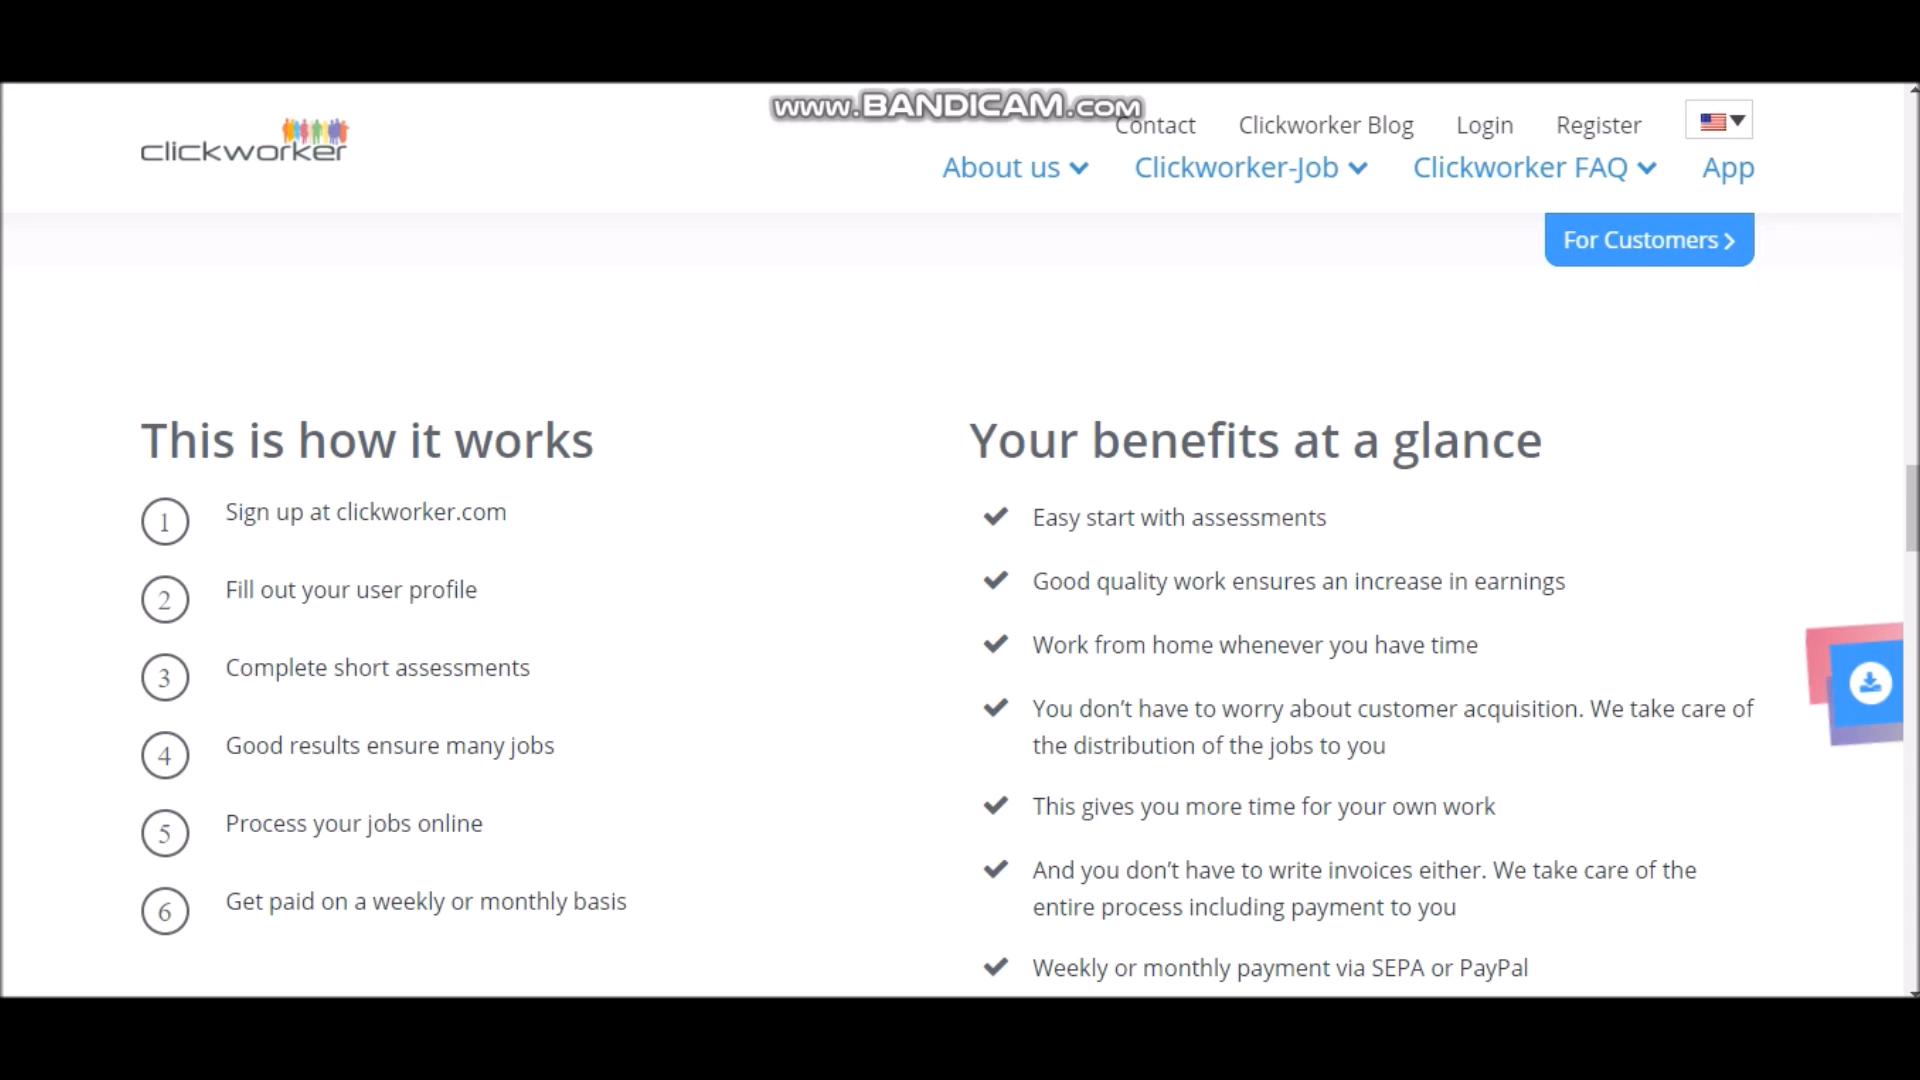 www.BANDICAM.com
clickworker
Contact Clickworker Blog Login Register
About us Clickworker-Job Clickworker FAQ App
For Customers
This is how it works
1 Sign up at clickworker.com
2 Fill out your user profile
3 Complete short assessments
4 Good results ensure many jobs
5 Process your jobs online
6 Get paid on a weekly or monthly basis
Your benefits at a glance
Easy start with assessments
Good quality work ensures an increase in earnings
Work from home whenever you have time
You don’t have to worry about customer acquisition. We take care of
the distribution of the jobs to you
This gives you more time for your own work
And you don’t have to write invoices either. We take care of the
entire process including payment to you
Weekly or monthly payment via SEPA or PayPal